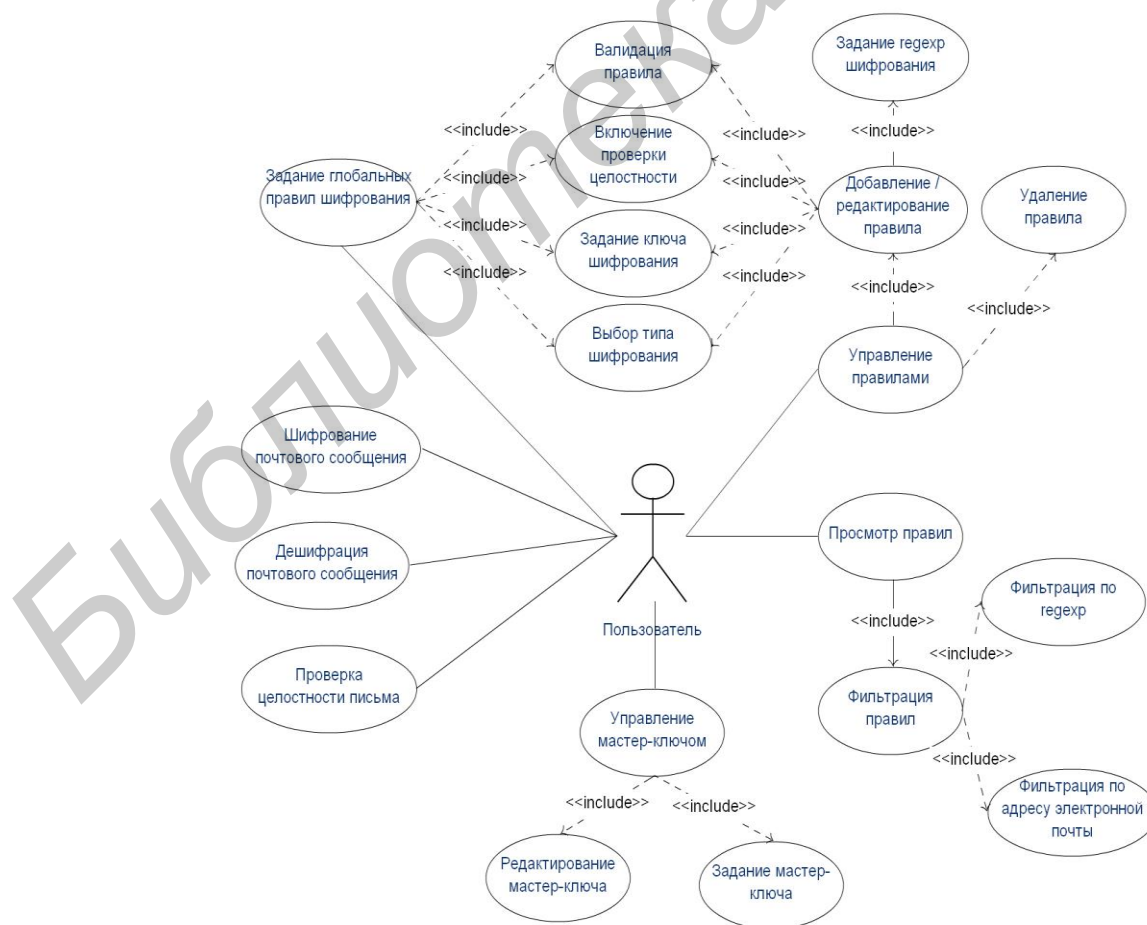 Библиотека
Валидация
правила
Задание regexp
шифрования
<<include>>
<<include>>
<<include>>
Включение
проверки
целостности
Задание глобальных
правил шифрования
<<include>>
<<include>>
Добавление /
редактирование
правила
Удаление
правила
<<include>>
Задание ключа
шифрования
<<include>>
<<include>>
<<include>>
<<include>>
<<include>>
<<include>>
Выбор типа
шифрования
Управление
правилами
Шифрование
почтового сообщения
Просмотр правил
Дешифрация
почтового сообщения
Фильтрация по
regexp
<<include>>
Пользователь
<<include>>
Проверка
целостности письма
Фильтрация
правил
Управление
мастер-ключом
<<include>>
Фильтрация по
адресу электронной
почты
<<include>>
<<include>>
Редактирование
мастер-ключа
Задание мастер-
ключа